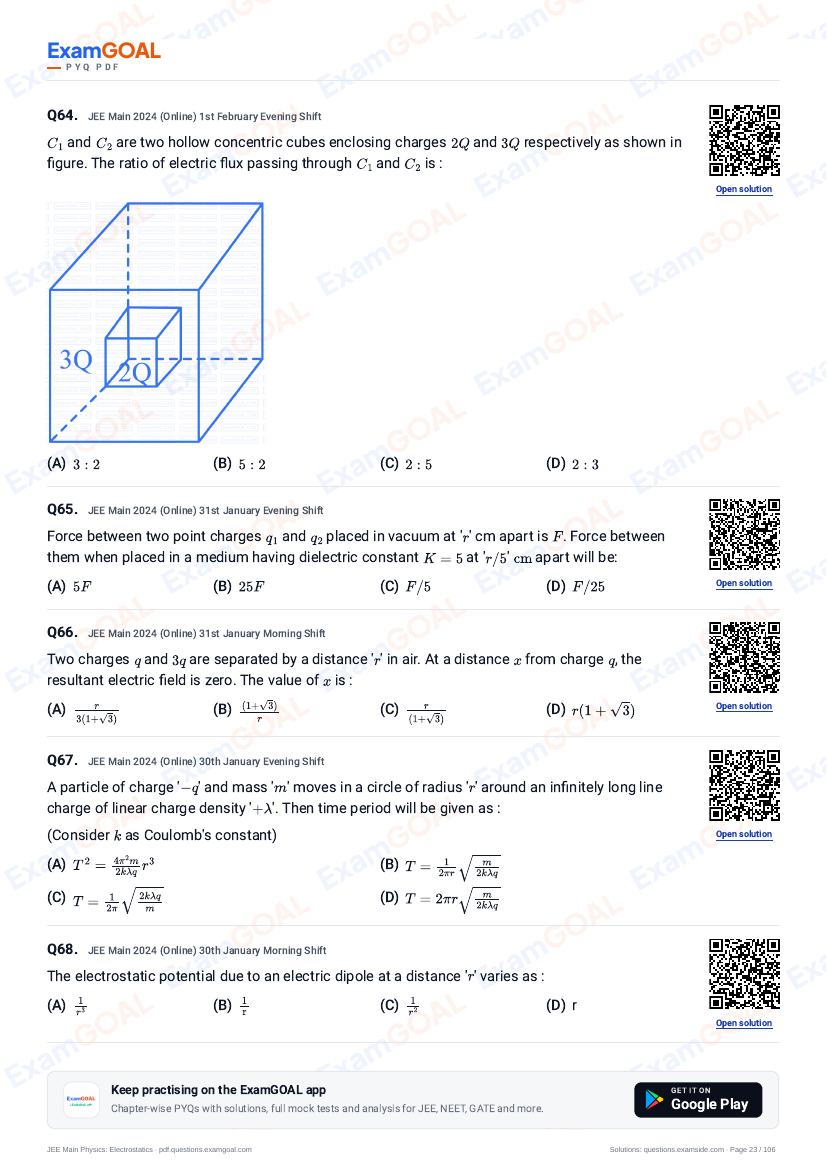 ExamGOAL
PYQ PDF
Q64. JEE Main 2024 (Online) 1st February Evening Shift
C₁ and C₂ are two hollow concentric cubes enclosing charges 2Q and 3Q respectively as shown in
figure. The ratio of electric flux passing through C₁ and C₂ is :
Open solution
3Q
2Q
(A) 3 : 2 (B) 5 : 2 (C) 2 : 5 (D) 2 : 3
Q65. JEE Main 2024 (Online) 31st January Evening Shift
Force between two point charges q₁ and q₂ placed in vacuum at 'r' cm apart is F. Force between
them when placed in a medium having dielectric constant K = 5 at 'r/5' cm apart will be:
(A) 5F (B) 25F (C) F/5 (D) F/25
Open solution
Q66. JEE Main 2024 (Online) 31st January Morning Shift
Two charges q and 3q are separated by a distance 'r' in air. At a distance x from charge q, the
resultant electric field is zero. The value of x is :
(A) r/(3(1+√3)) (B) (1+√3)/r (C) r/(1+√3) (D) r(1 + √3)
Open solution
Q67. JEE Main 2024 (Online) 30th January Evening Shift
A particle of charge '−q' and mass 'm' moves in a circle of radius 'r' around an infinitely long line
charge of linear charge density '+λ'. Then time period will be given as :
(Consider k as Coulomb's constant)
Open solution
(A) T² = (4π²m/2kλq) r³ (B) T = (1/2πr) √(m/2kλq)
(C) T = (1/2π) √(2kλq/m) (D) T = 2πr √(m/2kλq)
Q68. JEE Main 2024 (Online) 30th January Morning Shift
The electrostatic potential due to an electric dipole at a distance 'r' varies as :
(A) 1/r³ (B) 1/r (C) 1/r² (D) r
Open solution
ExamGOAL
Keep practising on the ExamGOAL app
Chapter-wise PYQs with solutions, full mock tests and analysis for JEE, NEET, GATE and more.
GET IT ON
Google Play
JEE Main Physics: Electrostatics · pdf.questions.examgoal.com
Solutions: questions.examside.com · Page 23 / 106